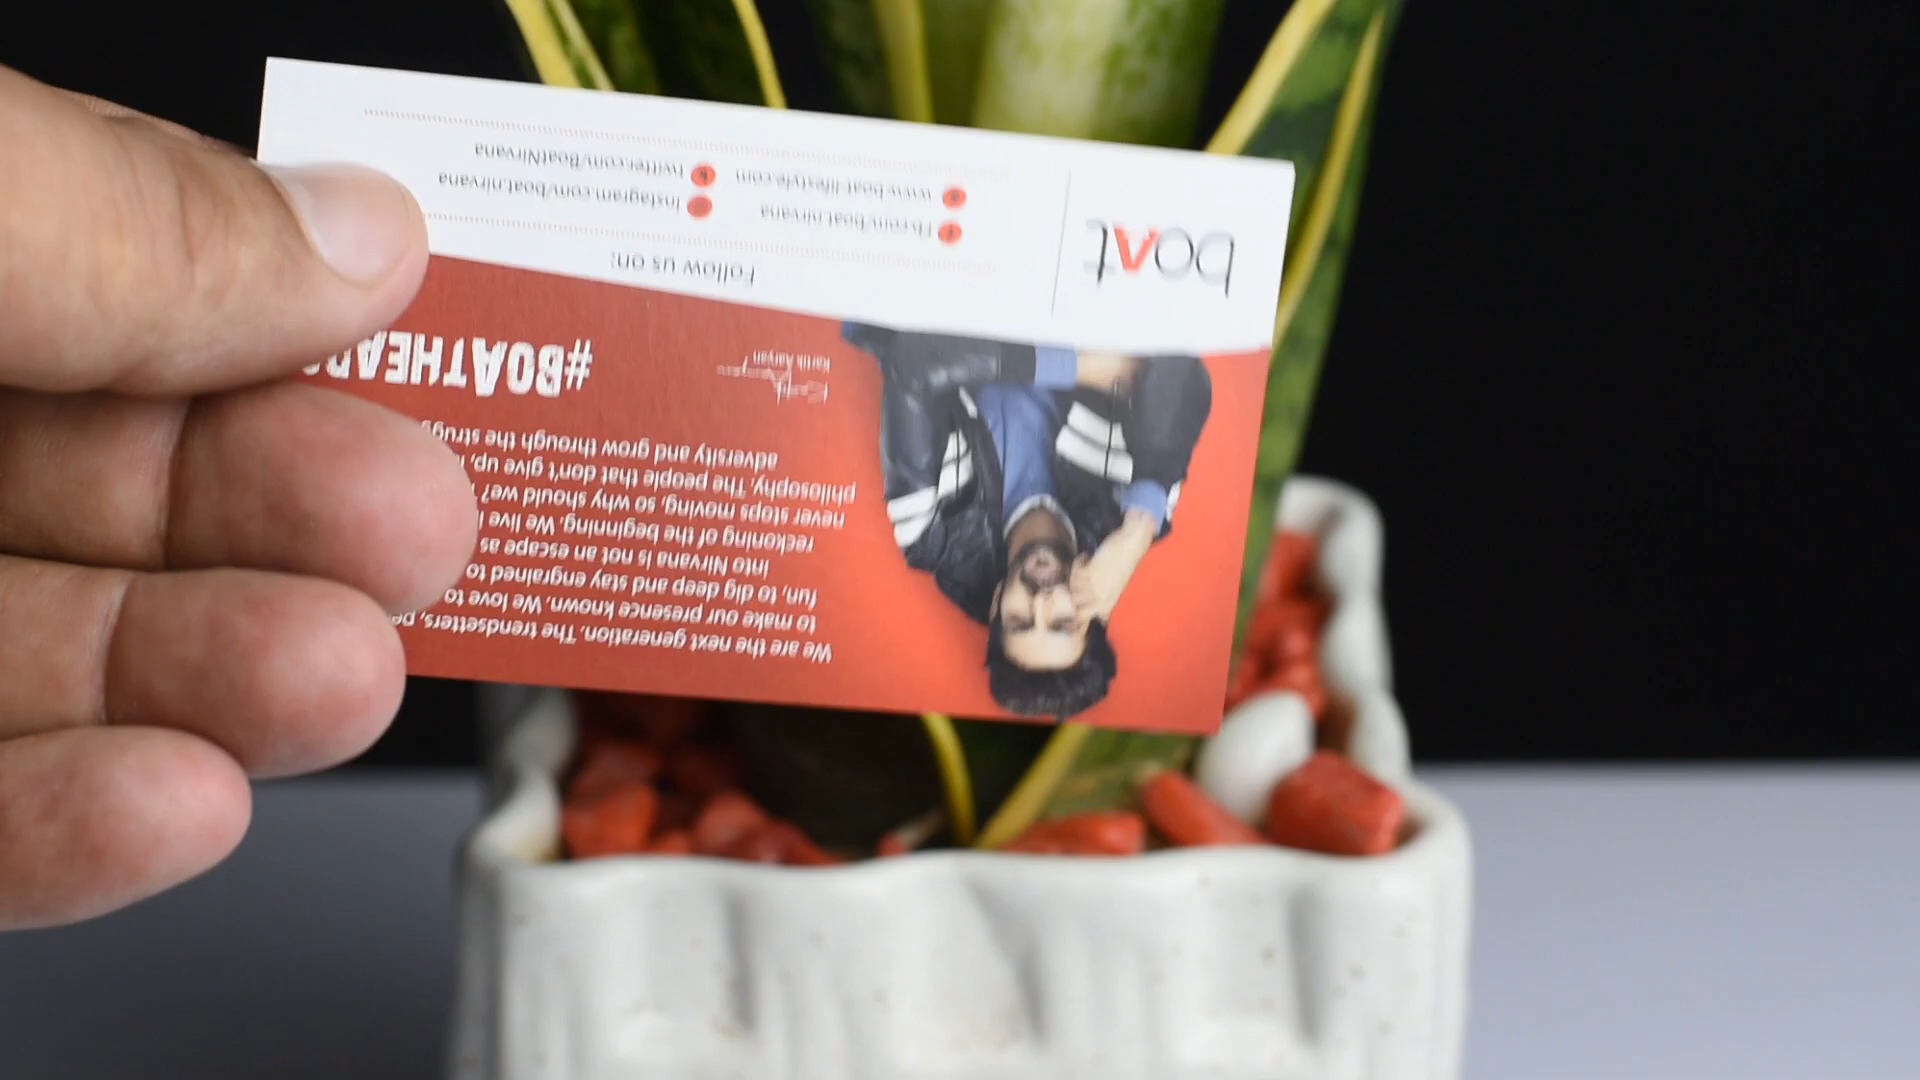 We are the next generation. The trendsetters,
to make our presence known. We love to
fun, to dig deep and stay engrained to
into Nirvana is not an escape as
reckoning of the beginning. We live
never stops moving, so why should we?
philosophy. The people that don't give up,
adversity and grow through the
Kartik Aaryan
#BOATHEAD
boAt
Follow us on:
fb.com/boat.nirvana
Instagram.com/boat.nirvana
www.boat-lifestyle.com
twitter.com/BoatNirvana